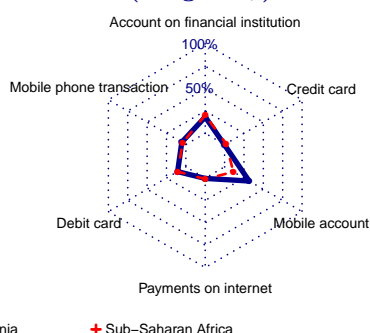 Account on financial institution
100%
Mobile phone transaction
50%
Credit card
Debit card
Mobile account
Payments on internet
Sub−Saharan Africa